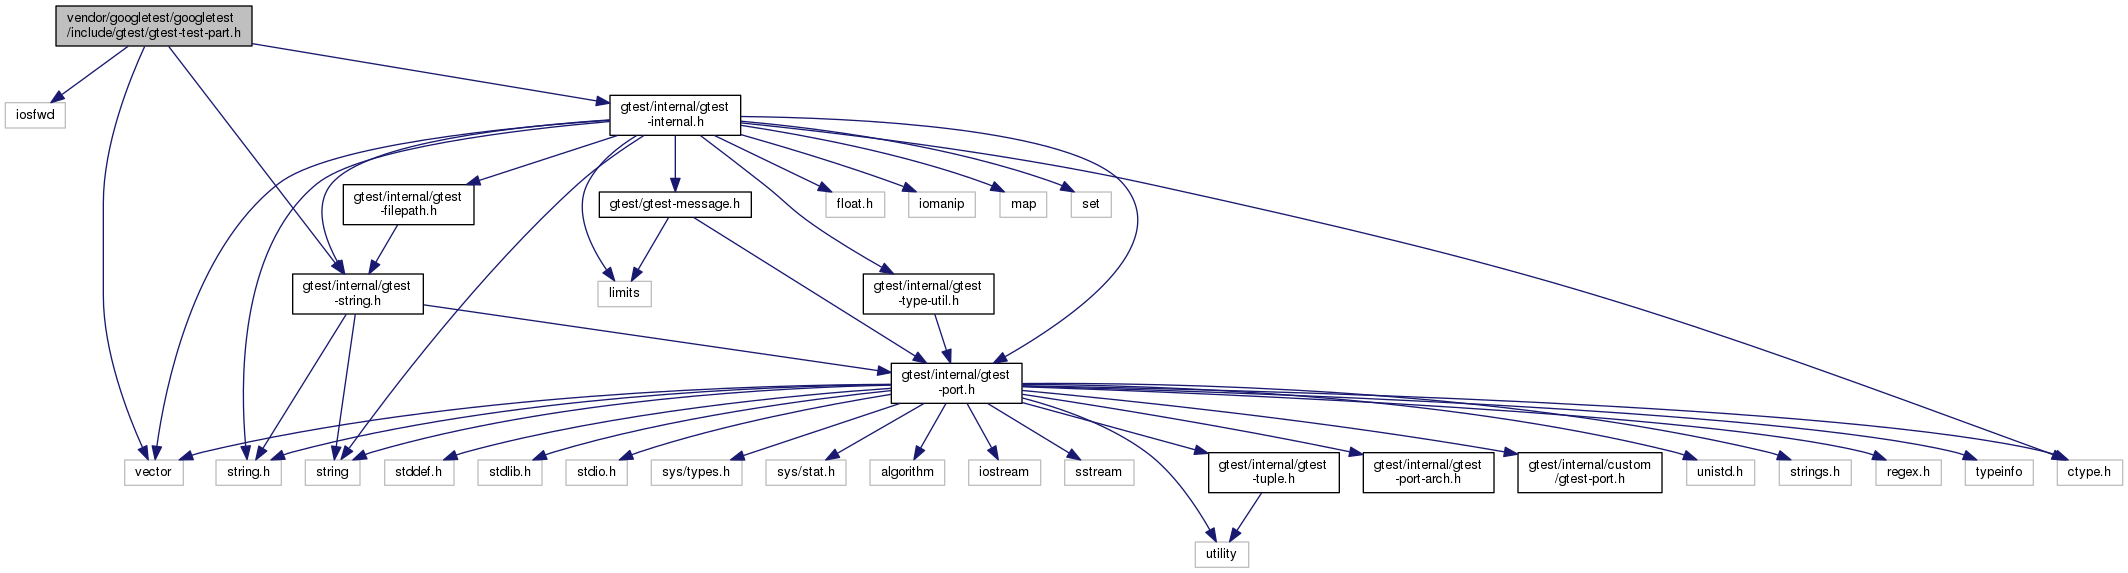 vendor/googletest/googletest
/include/gtest/gtest-test-part.h
iosfwd
gtest/internal/gtest
-internal.h
gtest/internal/gtest
-filepath.h
gtest/gtest-message.h
float.h
iomanip
map
set
gtest/internal/gtest
-string.h
limits
gtest/internal/gtest
-type-util.h
gtest/internal/gtest
-port.h
vector
string.h
string
stddef.h
stdlib.h
stdio.h
sys/types.h
sys/stat.h
algorithm
iostream
sstream
gtest/internal/gtest
-tuple.h
gtest/internal/gtest
-port-arch.h
gtest/internal/custom
/gtest-port.h
unistd.h
strings.h
regex.h
typeinfo
ctype.h
utility